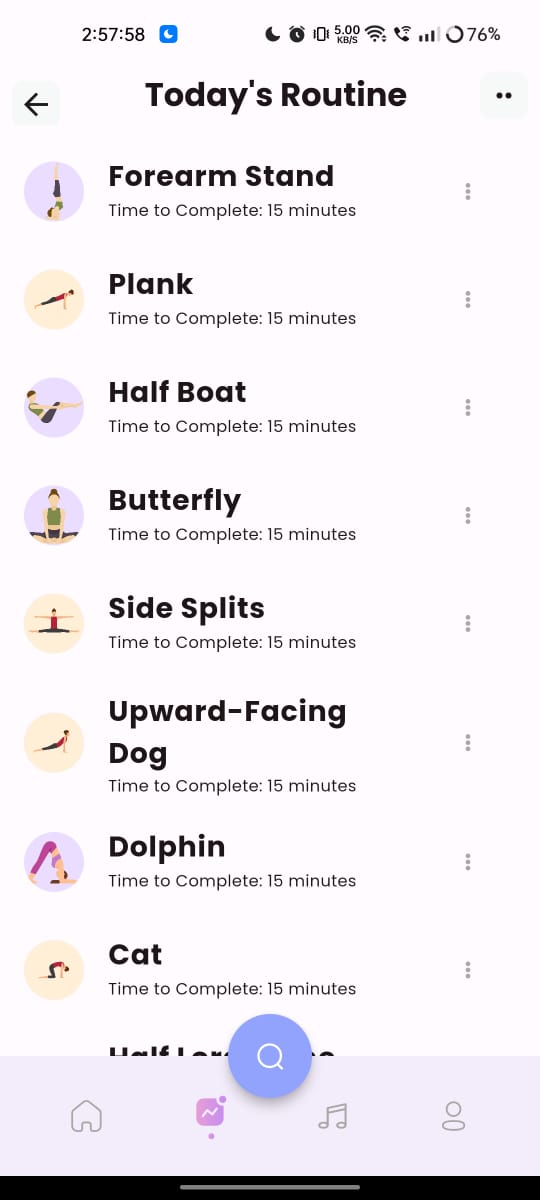 2:57:58
5.00
KB/S
76%
Today's Routine
Forearm Stand
Time to Complete: 15 minutes
Plank
Time to Complete: 15 minutes
Half Boat
Time to Complete: 15 minutes
Butterfly
Time to Complete: 15 minutes
Side Splits
Time to Complete: 15 minutes
Upward-Facing
Dog
Time to Complete: 15 minutes
Dolphin
Time to Complete: 15 minutes
Cat
Time to Complete: 15 minutes
Half